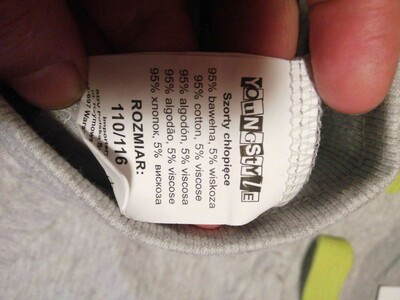 YOUNGSTYLE
Szorty chłopięce
95% bawełna, 5% wiskoza
95% cotton, 5% viscose
95% algodón, 5% viscosa
95% algodão, 5% viscose
95% хлопок, 5% вискоза
ROZMIAR:
110/116